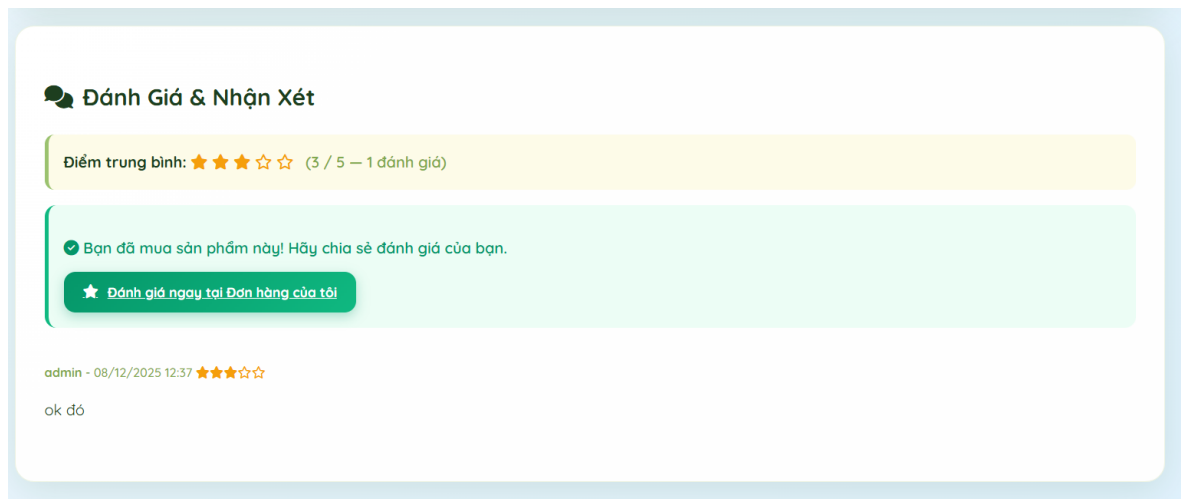 Đánh Giá & Nhận Xét
Điểm trung bình: ★★★☆☆ (3 / 5 — 1 đánh giá)
Bạn đã mua sản phẩm này! Hãy chia sẻ đánh giá của bạn.
Đánh giá ngay tại Đơn hàng của tôi
admin - 08/12/2025 12:37 ★★★☆☆
ok đó